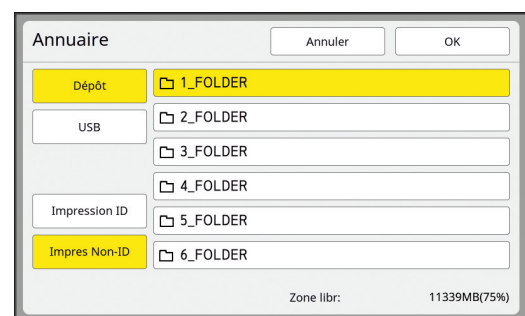 Annuaire
Annuler
OK
Dépôt
USB
Impression ID
Impres Non-ID
1_FOLDER
2_FOLDER
3_FOLDER
4_FOLDER
5_FOLDER
6_FOLDER
Zone libr: 11339MB(75%)